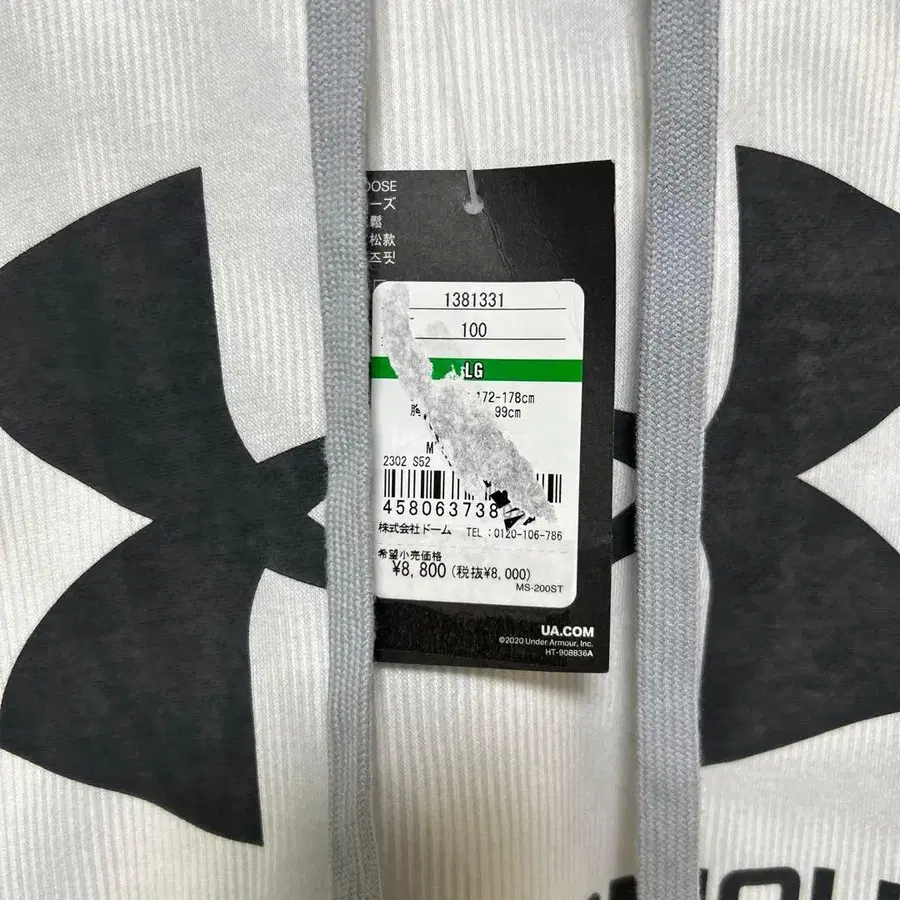 OOSE
ーズ
鬆
松款
즈핏
1381331
100
LG
172-178cm
99cm
M
2302 S52
458063738
株式会社ドーム TEL:0120-106-786
希望小売価格
¥8,800(税抜¥8,000)
MS-200ST
UA.COM
©2020 Under Armour, Inc.
HT-908836A